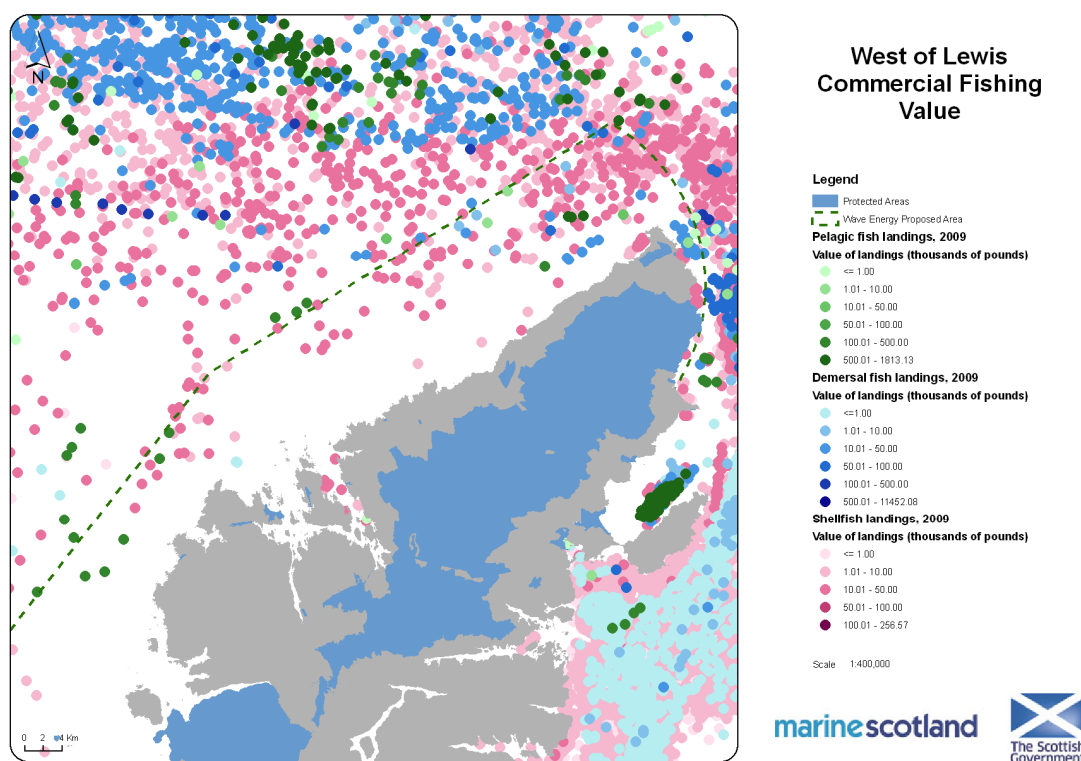 N
0 2 4 Km
West of Lewis
Commercial Fishing
Value
Legend
Protected Areas
Wave Energy Proposed Area
Pelagic fish landings, 2009
Value of landings (thousands of pounds)
<= 1.00
1.01 - 10.00
10.01 - 50.00
50.01 - 100.00
100.01 - 500.00
500.01 - 1813.13
Demersal fish landings, 2009
Value of landings (thousands of pounds)
<=1.00
1.01 - 10.00
10.01 - 50.00
50.01 - 100.00
100.01 - 500.00
500.01 - 11452.08
Shellfish landings, 2009
Value of landings (thousands of pounds)
<= 1.00
1.01 - 10.00
10.01 - 50.00
50.01 - 100.00
100.01 - 256.57
Scale 1:400,000
marinescotland
The Scottish
Government